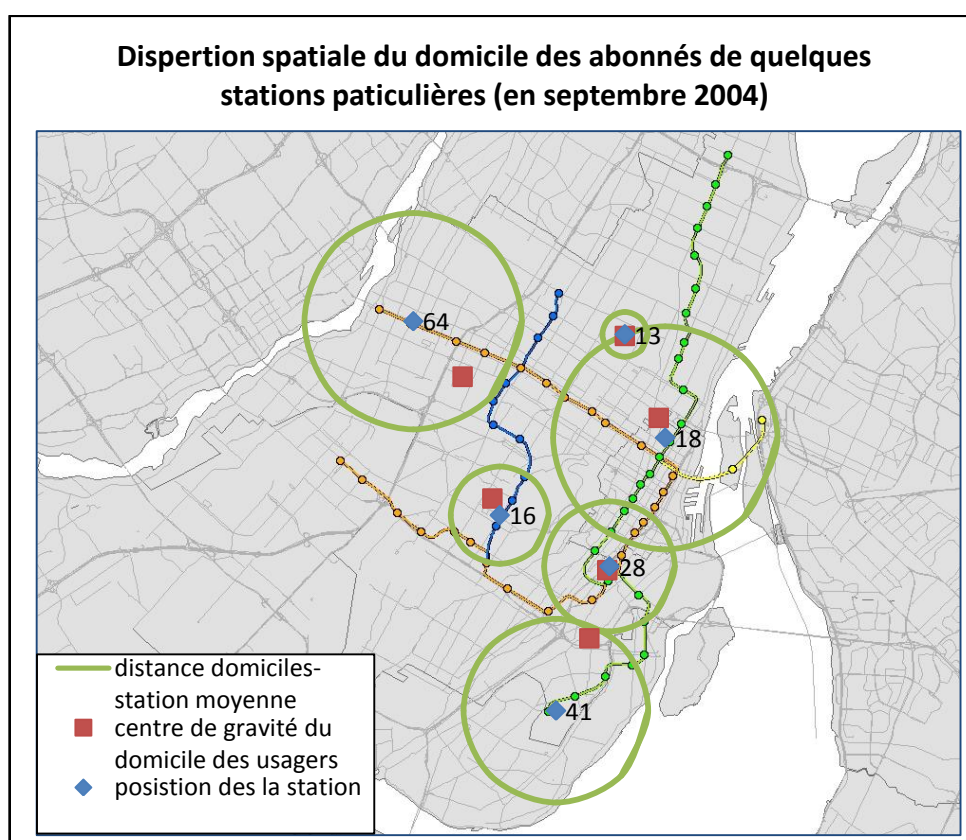 Dispertion spatiale du domicile des abonnés de quelques
stations paticulières (en septembre 2004)
64
13
18
16
28
41
distance domiciles-
station moyenne
centre de gravité du
domicile des usagers
posistion des la station